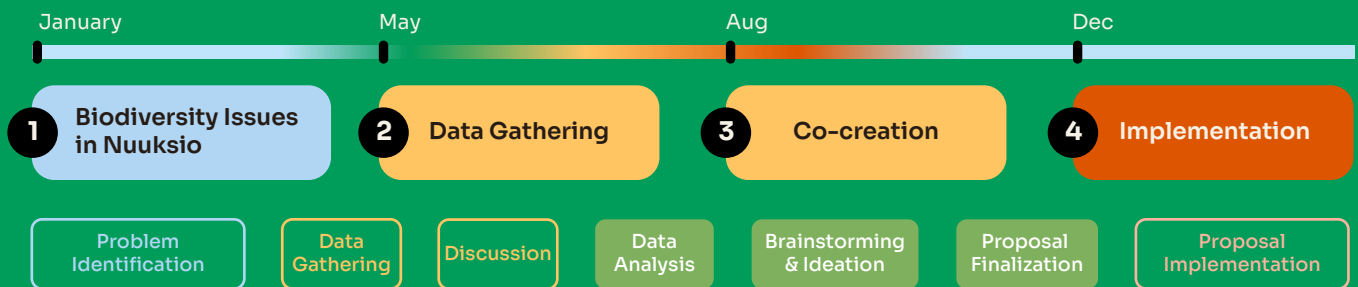 January
May
Aug
Dec
1
Biodiversity Issues
in Nuuksio
2
Data Gathering
3
Co-creation
4
Implementation
Problem
Identification
Data
Gathering
Discussion
Data
Analysis
Brainstorming
& Ideation
Proposal
Finalization
Proposal
Implementation